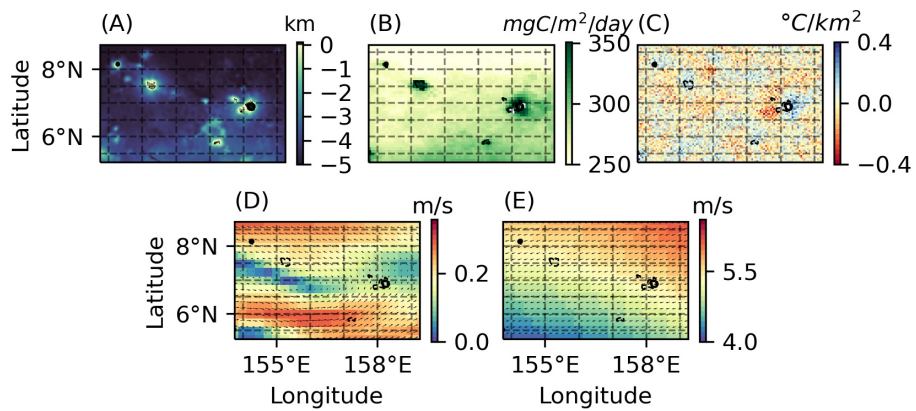 (A) km (B) mgC/m²/day (C) °C/km²
8°N 0 350 0.4
−1
−2 300 0.0
6°N −3
−4
−5 250 −0.4
Latitude
(D) m/s (E) m/s
8°N
0.2 5.5
6°N
0.0 4.0
Latitude
155°E 158°E 155°E 158°E
Longitude Longitude